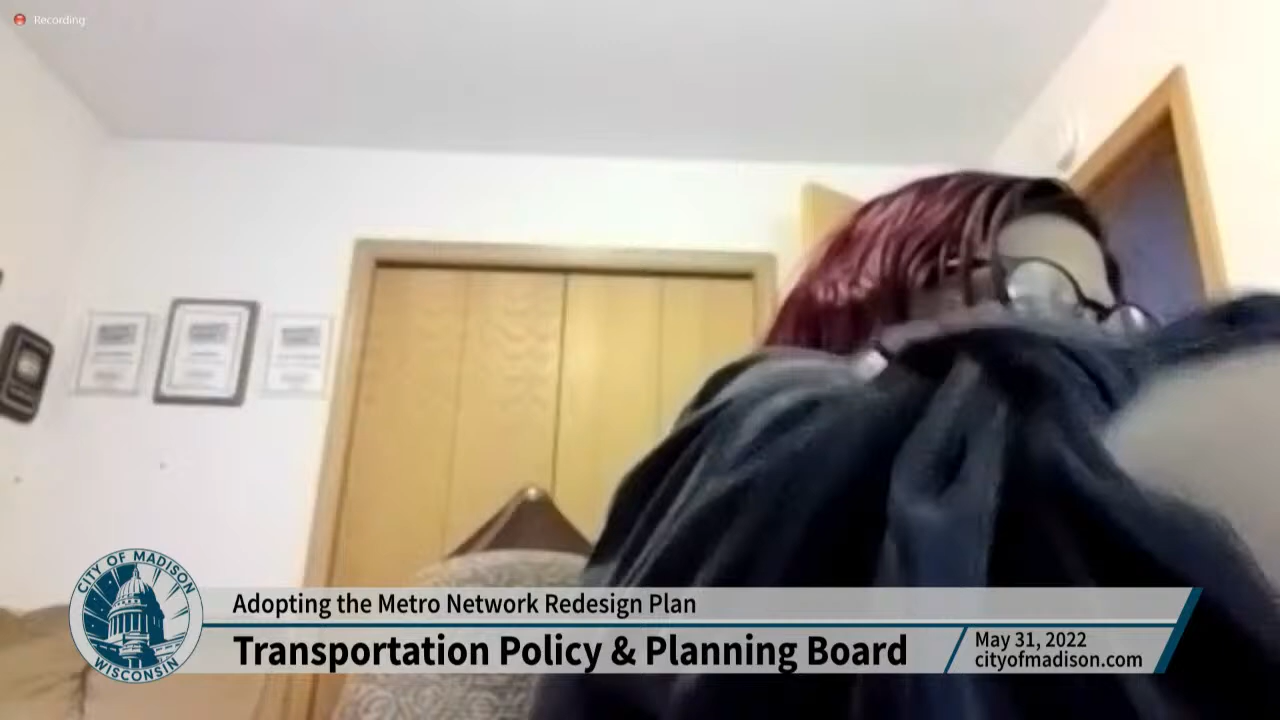 Recording
Adopting the Metro Network Redesign Plan
Transportation Policy & Planning Board
May 31, 2022
cityofmadison.com
CITY OF MADISON
WISCONSIN